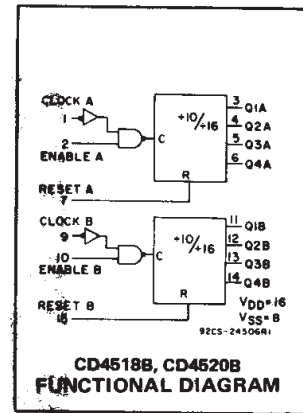 CLOCK A
1
2
ENABLE A
RESET A
7
C
÷10/÷16
R
3 Q1A
4 Q2A
5 Q3A
6 Q4A
CLOCK B
9
10
ENABLE B
RESET B
15
C
÷10/÷16
R
11 Q1B
12 Q2B
13 Q3B
14 Q4B
VDD=16
VSS=8
92CS-24506R1
CD4518B, CD4520B
FUNCTIONAL DIAGRAM